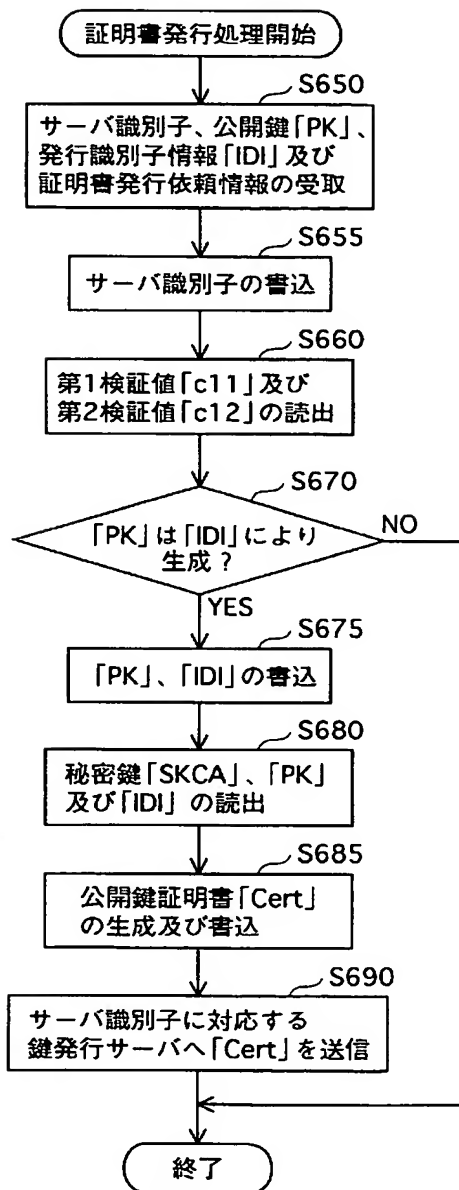 証明書発行処理開始
S650
サーバ識別子、公開鍵「PK」、
発行識別子情報「IDI」及び
証明書発行依頼情報の受取
S655
サーバ識別子の書込
S660
第1検証値「c11」及び
第2検証値「c12」の読出
S670
「PK」は「IDI」により
生成?
NO
YES
S675
「PK」、「IDI」の書込
S680
秘密鍵「SKCA」、「PK」
及び「IDI」の読出
S685
公開鍵証明書「Cert」
の生成及び書込
S690
サーバ識別子に対応する
鍵発行サーバへ「Cert」を送信
終了